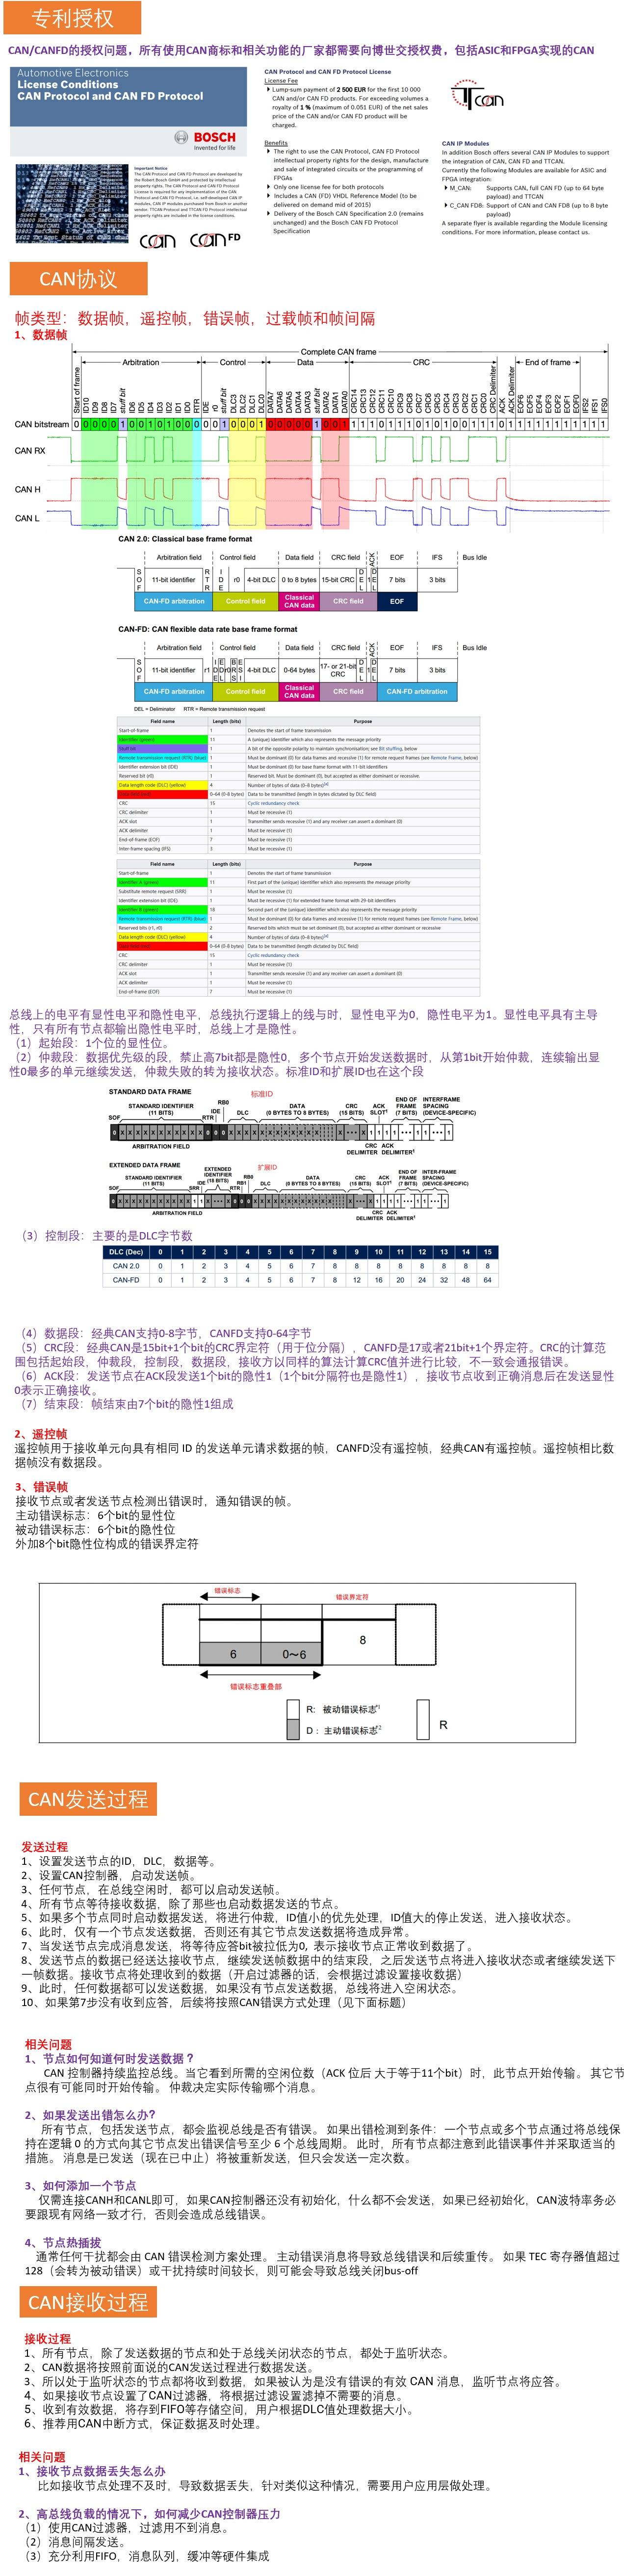 专利授权
CAN/CANFD的授权问题，所有使用CAN商标和相关功能的厂家都需要向博世交授权费，包括ASIC和FPGA实现的CAN
Automotive Electronics
License Conditions
CAN Protocol and CAN FD Protocol
BOSCH
Invented for life
Important Notice
The CAN Protocol and CAN FD Protocol are developed by
the Robert Bosch GmbH and protected by intellectual
property rights. The CAN Protocol and CAN FD Protocol
License is required for any implementation of the CAN
Protocol and CAN FD Protocol, i.e. self-developed CAN IP
modules, CAN IP modules purchased from Bosch or another
vendor. TTCAN Protocol and TTCAN FD Protocol intellectual
property rights are included in the license conditions.
can
can FD
CAN Protocol and CAN FD Protocol License
License Fee
Lump-sum payment of 2 500 EUR for the first 10 000
CAN and/or CAN FD products. For exceeding volumes a
royalty of 1 % (maximum of 0.051 EUR) of the net sales
price of the CAN and/or CAN FD product will be
charged.
Benefits
The right to use the CAN Protocol, CAN FD Protocol
intellectual property rights for the design, manufacture
and sale of integrated circuits or the programming of
FPGAs
Only one license fee for both protocols
Includes a CAN (FD) VHDL Reference Model (to be
delivered on demand mid of 2015)
Delivery of the Bosch CAN Specification 2.0 (remains
unchanged) and the Bosch CAN FD Protocol
Specification
TTcan
CAN IP Modules
In addition Bosch offers several CAN IP Modules to support
the integration of CAN, CAN FD and TTCAN.
Currently the following Modules are available for ASIC and
FPGA integration:
M_CAN: Supports CAN, full CAN FD (up to 64 byte
payload) and TTCAN
C_CAN FD8: Support of CAN and CAN FD8 (up to 8 byte
payload)
A separate flyer is available regarding the Module licensing
conditions. For more information, please contact us.
CAN协议
帧类型：数据帧，遥控帧，错误帧，过载帧和帧间隔
1、数据帧
Complete CAN frame
Arbitration Control Data CRC End of frame
Start of frame ID10 ID9 ID8 ID7 stuff bit ID6 ID5 ID4 ID3 ID2 ID1 ID0 RTR IDE r0 stuff bit DLC3 DLC2 DLC1 DLC0 DATA7 DATA6 DATA5 DATA4 DATA3 stuff bit DATA2 DATA1 DATA0 CRC14 CRC13 CRC12 CRC11 CRC10 CRC9 CRC8 CRC7 CRC6 CRC5 CRC4 CRC3 CRC2 CRC1 CRC0 CRC Delimiter ACK ACK Delimiter EOF6 EOF5 EOF4 EOF3 EOF2 EOF1 EOF0 IFS2 IFS1 IFS0
CAN bitstream
CAN RX
CAN H
CAN L
CAN 2.0: Classical base frame format
Arbitration field Control field Data field CRC field ACK EOF IFS Bus Idle
SOF 11-bit identifier RTR IDE r0 4-bit DLC 0 to 8 bytes 15-bit CRC DEL 1 DEL 7 bits 3 bits
CAN-FD arbitration Control field Classical CAN data CRC field EOF
CAN-FD: CAN flexible data rate base frame format
Arbitration field Control field Data field CRC field ACK EOF IFS Bus Idle
SOF 11-bit identifier r1 IDE EDL r0 BRS ESI 4-bit DLC 0-64 bytes 17- or 21-bit CRC DEL 1 DEL 7 bits 3 bits
CAN-FD arbitration Control field Classical CAN data CRC field CAN-FD arbitration
DEL = Deliminator RTR = Remote transmission request
Field name Length (bits) Purpose
Start-of-frame 1 Denotes the start of frame transmission
Identifier (green) 11 A (unique) identifier which also represents the message priority
Stuff bit 1 A bit of the opposite polarity to maintain synchronisation; see Bit stuffing, below
Remote transmission request (RTR) (blue) 1 Must be dominant (0) for data frames and recessive (1) for remote request frames (see Remote Frame, below)
Identifier extension bit (IDE) 1 Must be dominant (0) for base frame format with 11-bit identifiers
Reserved bit (r0) 1 Reserved bit. Must be dominant (0), but accepted as either dominant or recessive.
Data length code (DLC) (yellow) 4 Number of bytes of data (0–8 bytes)[a]
Data field (red) 0–64 (0-8 bytes) Data to be transmitted (length in bytes dictated by DLC field)
CRC 15 Cyclic redundancy check
CRC delimiter 1 Must be recessive (1)
ACK slot 1 Transmitter sends recessive (1) and any receiver can assert a dominant (0)
ACK delimiter 1 Must be recessive (1)
End-of-frame (EOF) 7 Must be recessive (1)
Inter-frame spacing (IFS) 3 Must be recessive (1)
Field name Length (bits) Purpose
Start-of-frame 1 Denotes the start of frame transmission
Identifier A (green) 11 First part of the (unique) identifier which also represents the message priority
Substitute remote request (SRR) 1 Must be recessive (1)
Identifier extension bit (IDE) 1 Must be recessive (1) for extended frame format with 29-bit identifiers
Identifier B (green) 18 Second part of the (unique) identifier which also represents the message priority
Remote transmission request (RTR) (blue) 1 Must be dominant (0) for data frames and recessive (1) for remote request frames (see Remote Frame, below)
Reserved bits (r1, r0) 2 Reserved bits which must be set dominant (0), but accepted as either dominant or recessive
Data length code (DLC) (yellow) 4 Number of bytes of data (0–8 bytes)[a]
Data field (red) 0–64 (0-8 bytes) Data to be transmitted (length dictated by DLC field)
CRC 15 Cyclic redundancy check
CRC delimiter 1 Must be recessive (1)
ACK slot 1 Transmitter sends recessive (1) and any receiver can assert a dominant (0)
ACK delimiter 1 Must be recessive (1)
End-of-frame (EOF) 7 Must be recessive (1)
总线上的电平有显性电平和隐性电平，总线执行逻辑上的线与时，显性电平为0，隐性电平为1。显性电平具有主导
性，只有所有节点都输出隐性电平时，总线上才是隐性。
（1）起始段：1个位的显性位。
（2）仲裁段：数据优先级的段，禁止高7bit都是隐性0，多个节点开始发送数据时，从第1bit开始仲裁，连续输出显
性0最多的单元继续发送，仲裁失败的转为接收状态。标准ID和扩展ID也在这个段
STANDARD DATA FRAME 标准ID
SOF STANDARD IDENTIFIER (11 BITS) RTR IDE RB0 DLC DATA (0 BYTES TO 8 BYTES) CRC (15 BITS) ACK SLOT¹ END OF FRAME (7 BITS) INTERFRAME SPACING (DEVICE-SPECIFIC)
ARBITRATION FIELD CRC DELIMITER ACK DELIMITER¹
EXTENDED DATA FRAME 扩展ID
SOF STANDARD IDENTIFIER (11 BITS) SRR IDE EXTENDED IDENTIFIER (18 BITS) RTR RB1 RB0 DLC DATA (0 BYTES TO 8 BYTES) CRC (15 BITS) ACK SLOT¹ END OF FRAME (7 BITS) INTER-FRAME SPACING (DEVICE-SPECIFIC)
ARBITRATION FIELD CRC DELIMITER ACK DELIMITER¹
（3）控制段：主要的是DLC字节数
DLC (Dec) 0 1 2 3 4 5 6 7 8 9 10 11 12 13 14 15
CAN 2.0 0 1 2 3 4 5 6 7 8 8 8 8 8 8 8 8
CAN-FD 0 1 2 3 4 5 6 7 8 12 16 20 24 32 48 64
（4）数据段：经典CAN支持0-8字节，CANFD支持0-64字节
（5）CRC段：经典CAN是15bit+1个bit的CRC界定符（用于位分隔），CANFD是17或者21bit+1个界定符。CRC的计算范
围包括起始段，仲裁段，控制段，数据段，接收方以同样的算法计算CRC值并进行比较，不一致会通报错误。
（6）ACK段：发送节点在ACK段发送1个bit的隐性1（1个bit分隔符也是隐性1），接收节点收到正确消息后在发送显性
0表示正确接收。
（7）结束段：帧结束由7个bit的隐性1组成
2、遥控帧
遥控帧用于接收单元向具有相同 ID 的发送单元请求数据的帧，CANFD没有遥控帧，经典CAN有遥控帧。遥控帧相比数
据帧没有数据段。
3、错误帧
接收节点或者发送节点检测出错误时，通知错误的帧。
主动错误标志：6个bit的显性位
被动错误标志：6个bit的隐性位
外加8个bit隐性位构成的错误界定符
错误标志 错误界定符
6 0～6 8
错误标志重叠部
R: 被动错误标志*1
D : 主动错误标志*2
R
CAN发送过程
发送过程
1、设置发送节点的ID，DLC，数据等。
2、设置CAN控制器，启动发送帧。
3、任何节点，在总线空闲时，都可以启动发送帧。
4、所有节点等待接收数据，除了那些也启动数据发送的节点。
5、如果多个节点同时启动数据发送，将进行仲裁，ID值小的优先处理，ID值大的停止发送，进入接收状态。
6、此时，仅有一个节点发送数据，否则还有其它节点发送数据将造成异常。
7、当发送节点完成消息发送，将等待应答bit被拉低为0, 表示接收节点正常收到数据了。
8、发送节点的数据已经送达接收节点，继续发送帧数据中的结束段，之后发送节点将进入接收状态或者继续发送下
一帧数据。接收节点将处理收到的数据（开启过滤器的话，会根据过滤设置接收数据）
9、此时，任何数据都可以发送数据，如果没有节点发送数据，总线将进入空闲状态。
10、如果第7步没有收到应答，后续将按照CAN错误方式处理（见下面标题）
相关问题
1、节点如何知道何时发送数据？
CAN 控制器持续监控总线。当它看到所需的空闲位数（ACK 位后 大于等于11个bit）时，此节点开始传输。 其它节
点很有可能同时开始传输。 仲裁决定实际传输哪个消息。
2、如果发送出错怎么办?
所有节点，包括发送节点，都会监视总线是否有错误。 如果出错检测到条件：一个节点或多个节点通过将总线保
持在逻辑 0 的方式向其它节点发出错误信号至少 6 个总线周期。 此时，所有节点都注意到此错误事件并采取适当的
措施。 消息是已发送（现在已中止）将被重新发送，但只会发送一定次数。
3、如何添加一个节点
仅需连接CANH和CANL即可，如果CAN控制器还没有初始化，什么都不会发送，如果已经初始化，CAN波特率务必
要跟现有网络一致才行，否则会造成总线错误。
4、节点热插拔
通常任何干扰都会由 CAN 错误检测方案处理。 主动错误消息将导致总线错误和后续重传。 如果 TEC 寄存器值超过
128（会转为被动错误）或干扰持续时间较长，则可能会导致总线关闭bus-off
CAN接收过程
接收过程
1、所有节点，除了发送数据的节点和处于总线关闭状态的节点，都处于监听状态。
2、CAN数据将按照前面说的CAN发送过程进行数据发送。
3、所以处于监听状态的节点都将收到数据，如果被认为是没有错误的有效 CAN 消息，监听节点将应答。
4、如果接收节点设置了CAN过滤器，将根据过滤设置滤掉不需要的消息。
5、收到有效数据，将存到FIFO等存储空间，用户根据DLC值处理数据大小。
6、推荐用CAN中断方式，保证数据及时处理。
相关问题
1、接收节点数据丢失怎么办
比如接收节点处理不及时，导致数据丢失，针对类似这种情况，需要用户应用层做处理。
2、高总线负载的情况下，如何减少CAN控制器压力
（1）使用CAN过滤器，过滤用不到消息。
（2）消息间隔发送。
（3）充分利用FIFO，消息队列，缓冲等硬件集成